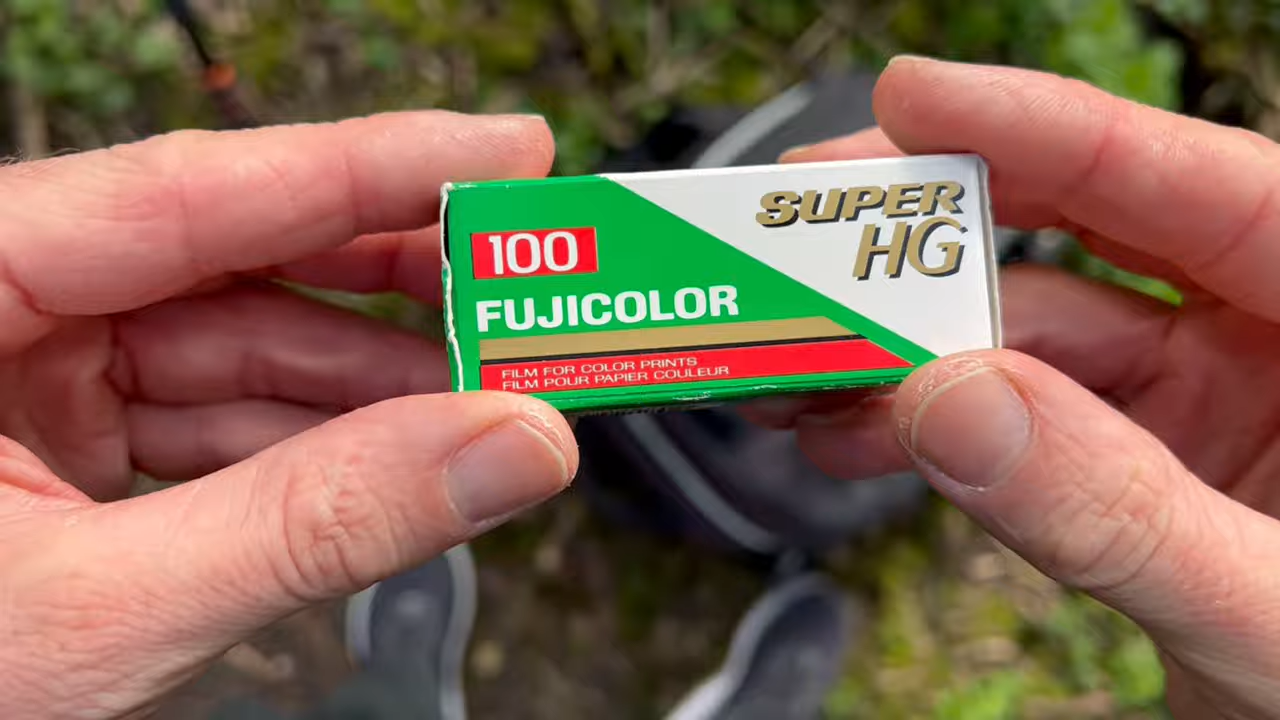 100
FUJICOLOR
FILM FOR COLOR PRINTS
FILM POUR PAPIER COULEUR
SUPER
HG